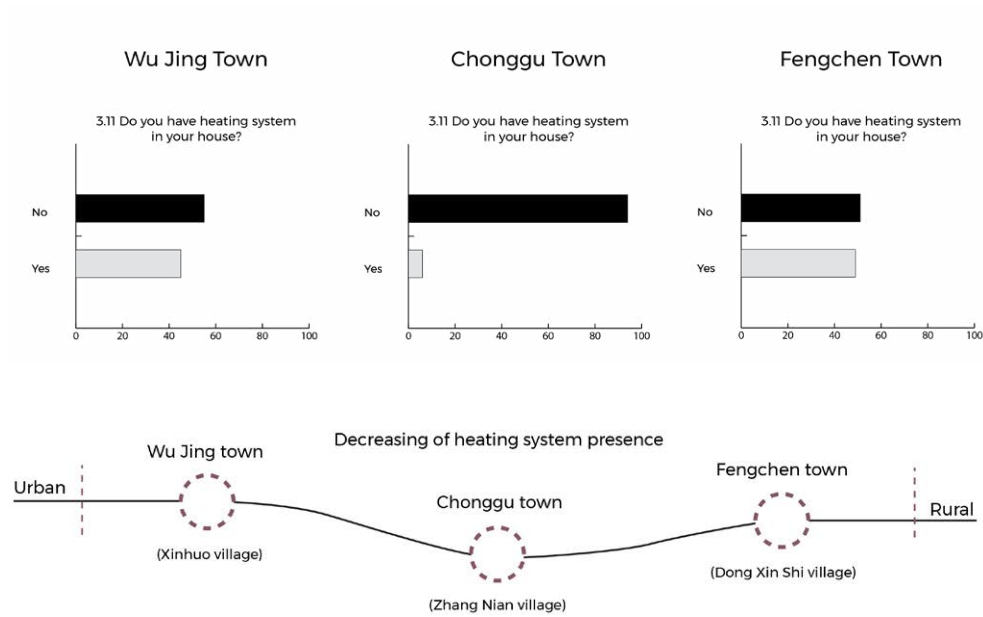 Wu Jing Town
3.11 Do you have heating system
in your house?
No
Yes
0 20 40 60 80 100
Chonggu Town
3.11 Do you have heating system
in your house?
No
Yes
0 20 40 60 80 100
Fengchen Town
3.11 Do you have heating system
in your house?
No
Yes
0 20 40 60 80 100
Decreasing of heating system presence
Urban
Wu Jing town
(Xinhuo village)
Chonggu town
(Zhang Nian village)
Fengchen town
(Dong Xin Shi village)
Rural